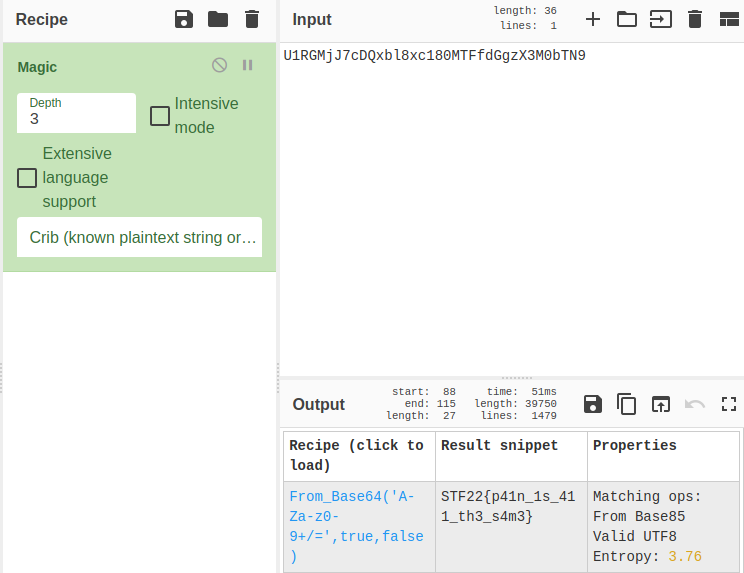 Recipe
Magic
Depth
3
Intensive
mode
Extensive
language
support
Crib (known plaintext string or…
Input
length: 36
lines: 1
U1RGMjJ7cDQxbl8xc180MTFfdGgzX3M0bTN9
Output
start: 88
end: 115
length: 27
time: 51ms
length: 39750
lines: 1479
Recipe (click to
load)
Result snippet
Properties
From_Base64('A-
Za-z0-
9+/=',true,false
)
STF22{p41n_1s_41
1_th3_s4m3}
Matching ops:
From Base85
Valid UTF8
Entropy: 3.76